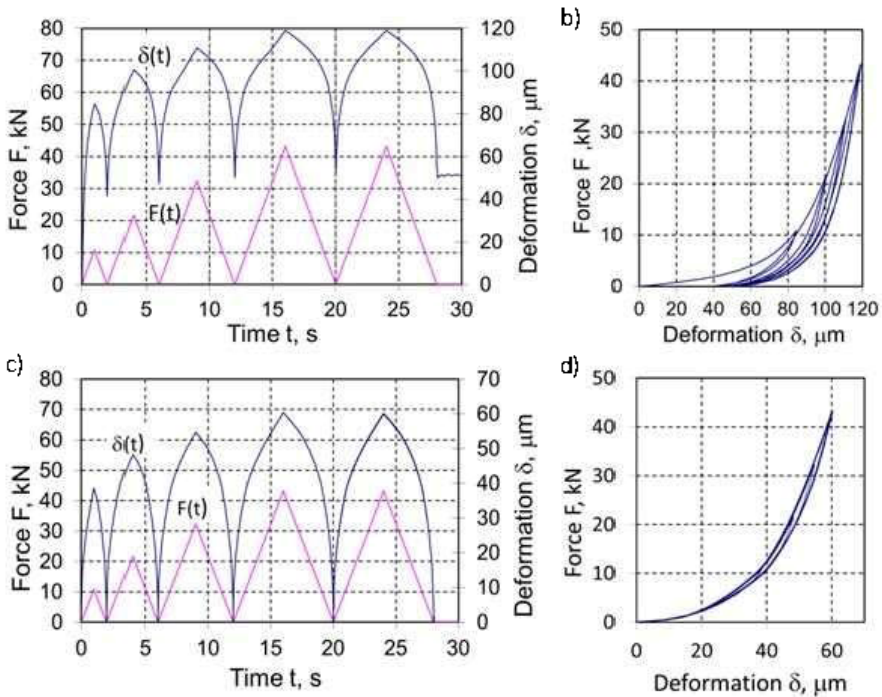 b)
80
70
60
50
40
30
20
10
0
Force F, kN
δ(t)
F(t)
120
100
80
60
40
20
0
Deformation δ, μm
0 5 10 15 20 25 30
Time t, s
50
40
30
20
10
0
Force F ,kN
0 20 40 60 80 100 120
Deformation δ, μm
c)
80
70
60
50
40
30
20
10
0
Force F, kN
δ(t)
F(t)
70
60
50
40
30
20
10
0
Deformation δ, μm
0 5 10 15 20 25 30
Time t, s
d)
50
40
30
20
10
0
Force F, kN
0 20 40 60
Deformation δ, μm